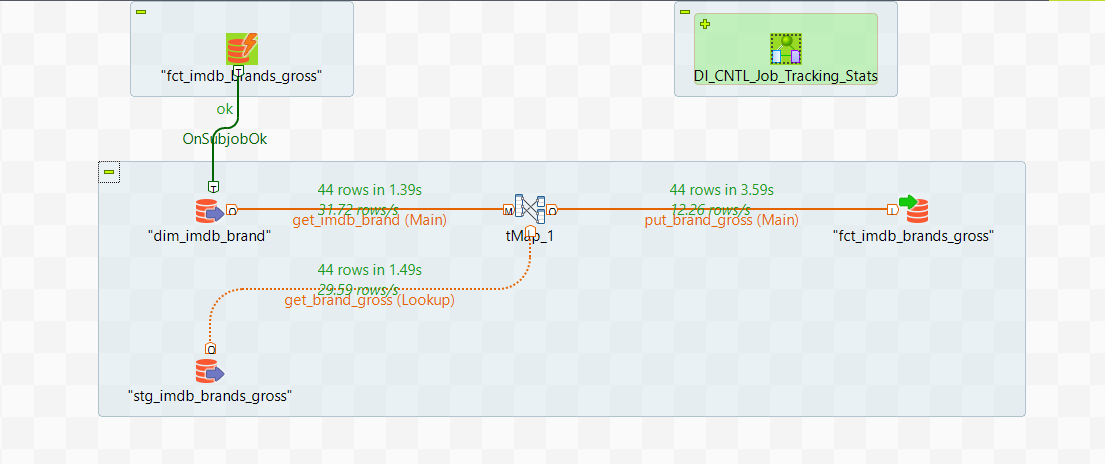 "fct_imdb_brands_gross"
DI_CNTL_Job_Tracking_Stats
T
ok
OnSubjobOk
T
44 rows in 1.39s
31.72 rows/s
get_imdb_brand (Main)
O
M
O
44 rows in 3.59s
12.26 rows/s
put_brand_gross (Main)
I
"dim_imdb_brand"
tMap_1
L
"fct_imdb_brands_gross"
44 rows in 1.49s
29.59 rows/s
get_brand_gross (Lookup)
O
"stg_imdb_brands_gross"